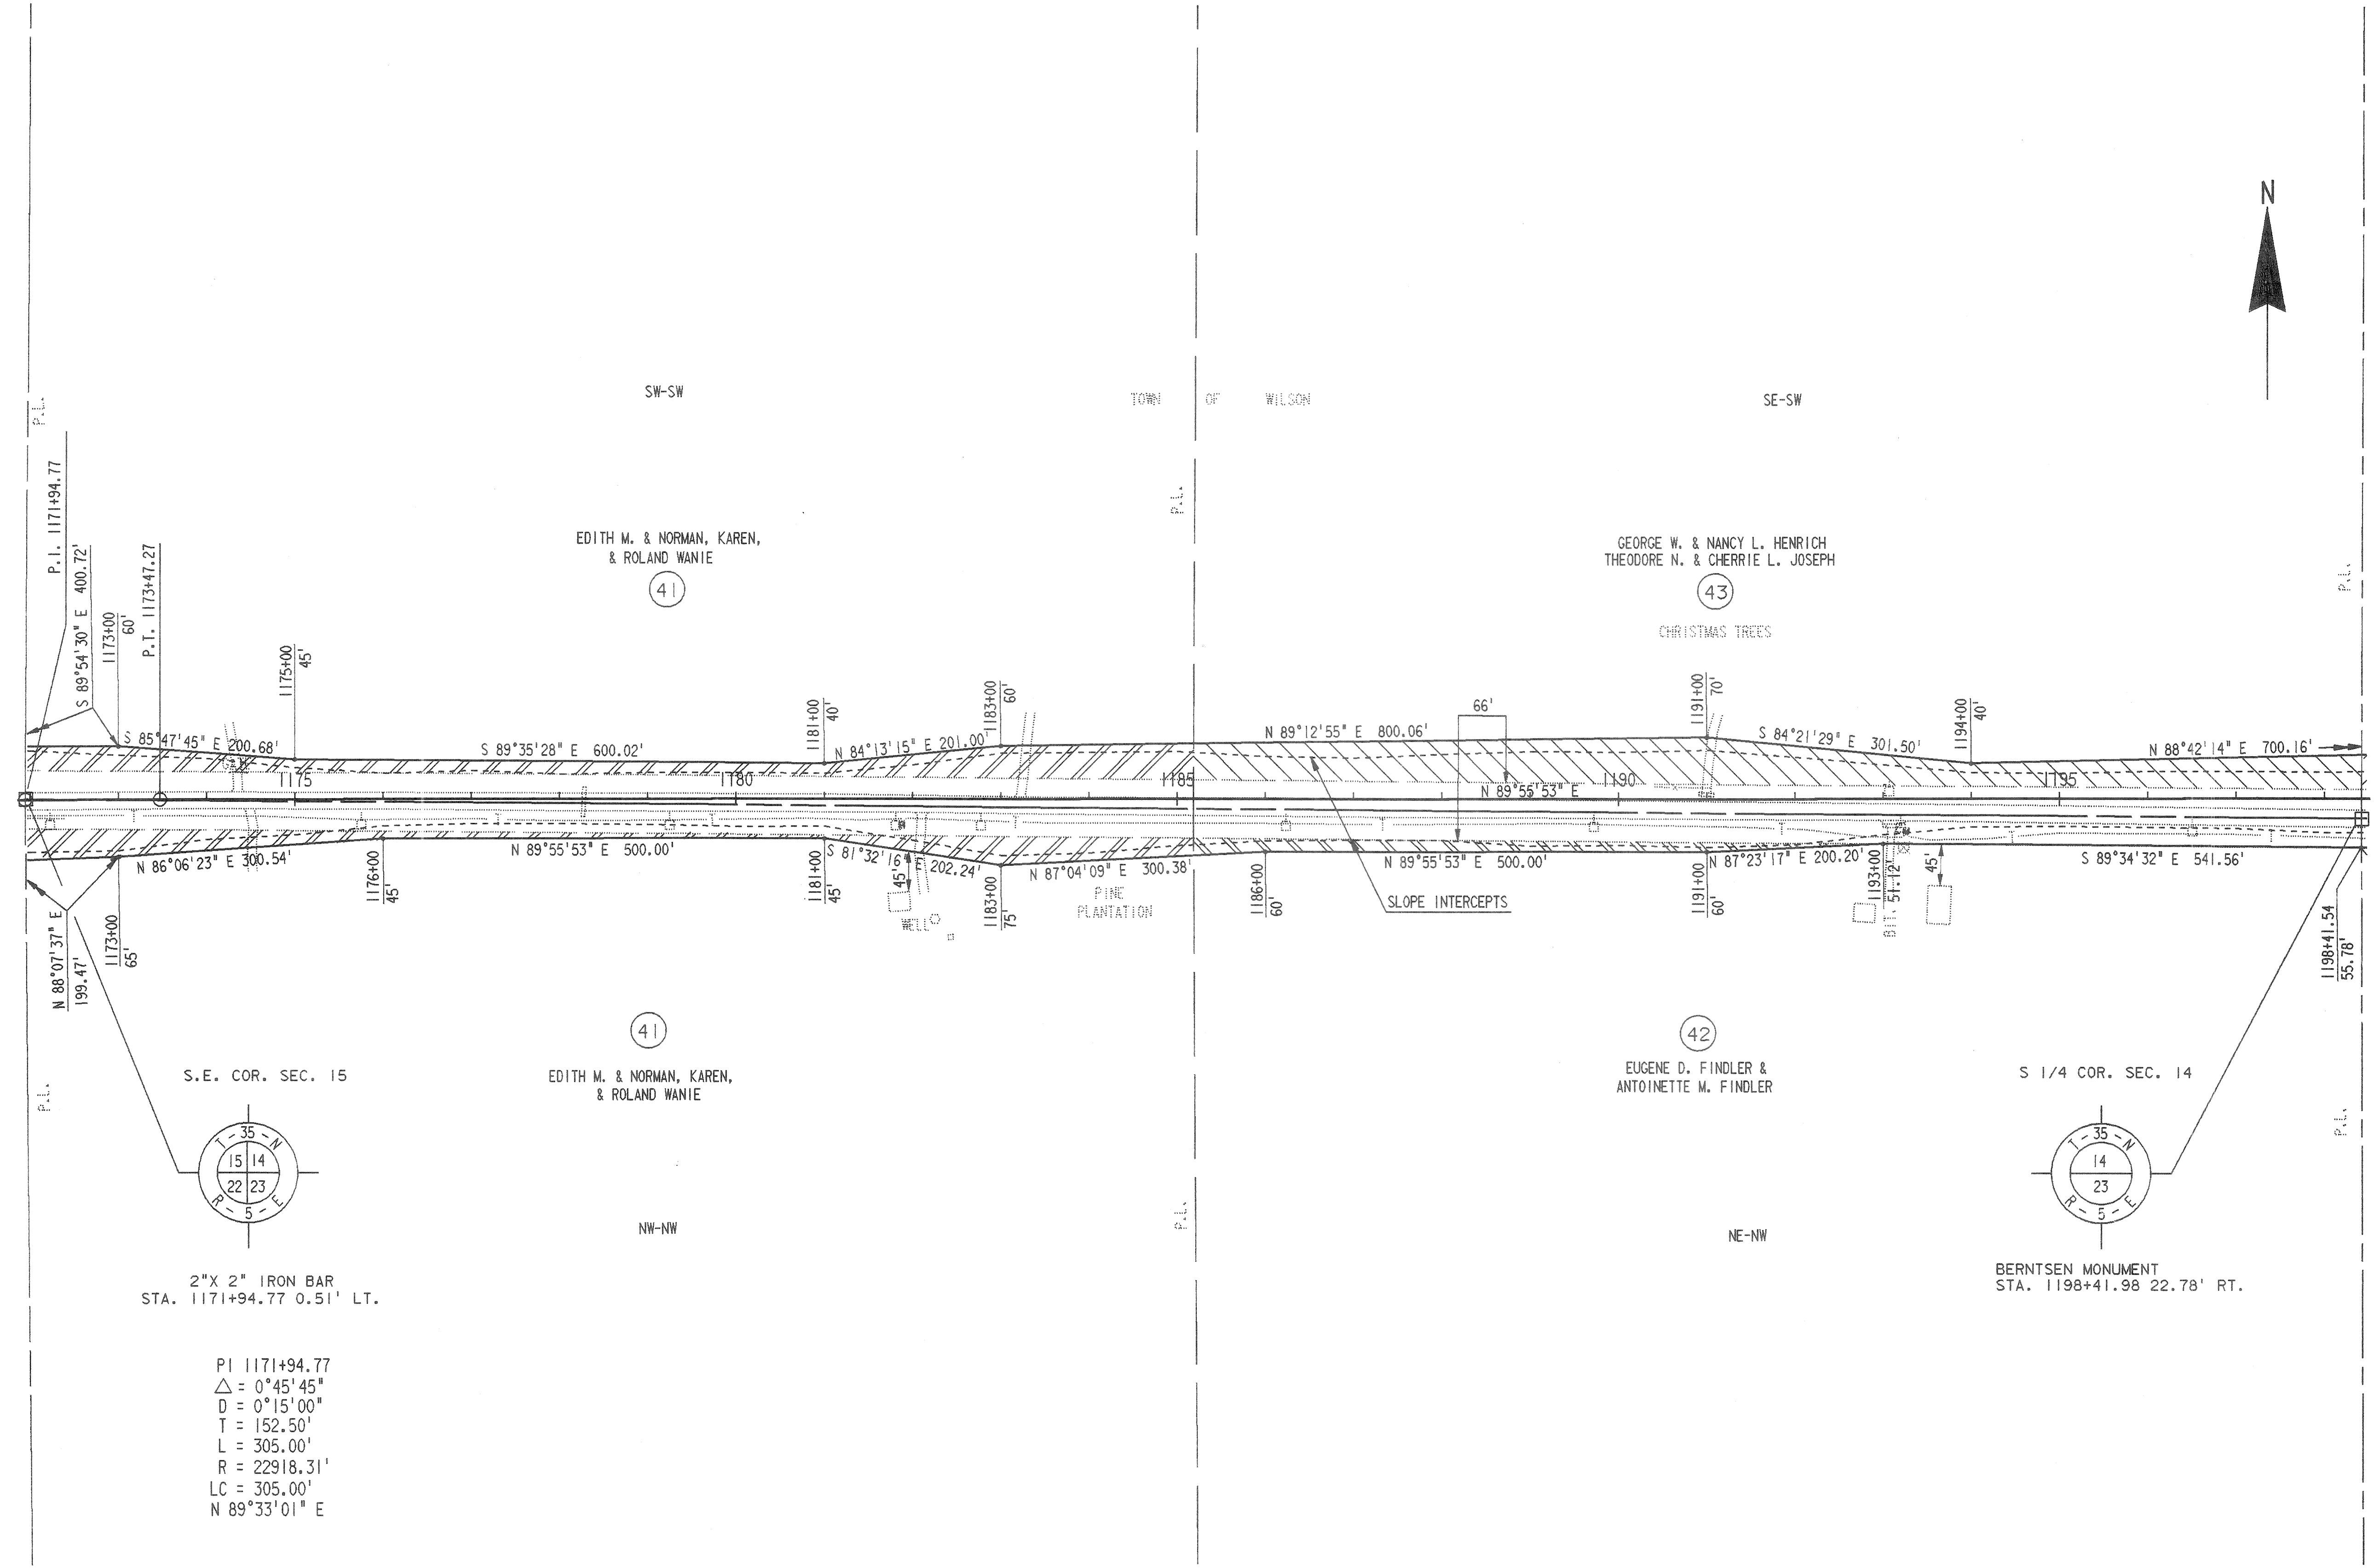 N
SW-SW
TOWN OF WILSON
SE-SW
P.L.
P.I. 1171+94.77
S 89°54'30" E 400.72'
1173+00
60'
P.T. 1173+47.27
1175+00
45'
EDITH M. & NORMAN, KAREN,
& ROLAND WANIE
41
P.L.
GEORGE W. & NANCY L. HENRICH
THEODORE N. & CHERRIE L. JOSEPH
43
CHRISTMAS TREES
P.L.
1181+00
40'
1183+00
60'
66'
1191+00
70'
1194+00
40'
S 85°47'45" E 200.68'
S 89°35'28" E 600.02'
N 84°13'15" E 201.00'
N 89°12'55" E 800.06'
S 84°21'29" E 301.50'
N 88°42'14" E 700.16'
1175
1180
1185
1190
1195
N 89°55'53" E
N 86°06'23" E 300.54'
N 89°55'53" E 500.00'
S 81°32'16" E 202.24'
N 87°04'09" E 300.38'
N 89°55'53" E 500.00'
N 87°23'17" E 200.20'
S 89°34'32" E 541.56'
N 88°07'37" E
199.47'
1173+00
65'
1176+00
45'
1181+00
45'
45'
WELL
1183+00
75'
PINE
PLANTATION
1186+00
60'
SLOPE INTERCEPTS
1191+00
60'
1193+00
51.12'
45'
1198+41.54
55.78'
41
EDITH M. & NORMAN, KAREN,
& ROLAND WANIE
42
EUGENE D. FINDLER &
ANTOINETTE M. FINDLER
P.L.
S.E. COR. SEC. 15
T-35-N
15 14
22 23
R-5-E
2"X 2" IRON BAR
STA. 1171+94.77 0.51' LT.
S 1/4 COR. SEC. 14
P.L.
T-35-N
14
23
R-5-E
BERNTSEN MONUMENT
STA. 1198+41.98 22.78' RT.
NW-NW
P.L.
NE-NW
PI 1171+94.77
△ = 0°45'45"
D = 0°15'00"
T = 152.50'
L = 305.00'
R = 22918.31'
LC = 305.00'
N 89°33'01" E